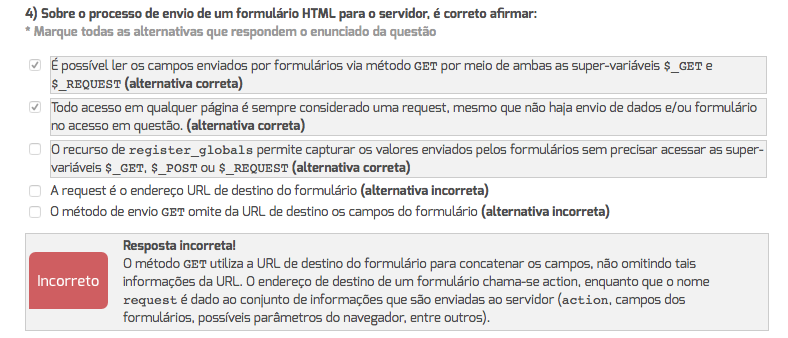 4) Sobre o processo de envio de um formulário HTML para o servidor, é correto afirmar:
* Marque todas as alternativas que respondem o enunciado da questão
É possível ler os campos enviados por formulários via método GET por meio de ambas as super-variáveis $_GET e
$_REQUEST (alternativa correta)
Todo acesso em qualquer página é sempre considerado uma request, mesmo que não haja envio de dados e/ou formulário
no acesso em questão. (alternativa correta)
O recurso de register_globals permite capturar os valores enviados pelos formulários sem precisar acessar as super-
variáveis $_GET, $_POST ou $_REQUEST (alternativa correta)
A request é o endereço URL de destino do formulário (alternativa incorreta)
O método de envio GET omite da URL de destino os campos do formulário (alternativa incorreta)
Incorreto
Resposta incorreta!
O método GET utiliza a URL de destino do formulário para concatenar os campos, não omitindo tais
informações da URL. O endereço de destino de um formulário chama-se action, enquanto que o nome
request é dado ao conjunto de informações que são enviadas ao servidor (action, campos dos
formulários, possíveis parâmetros do navegador, entre outros).